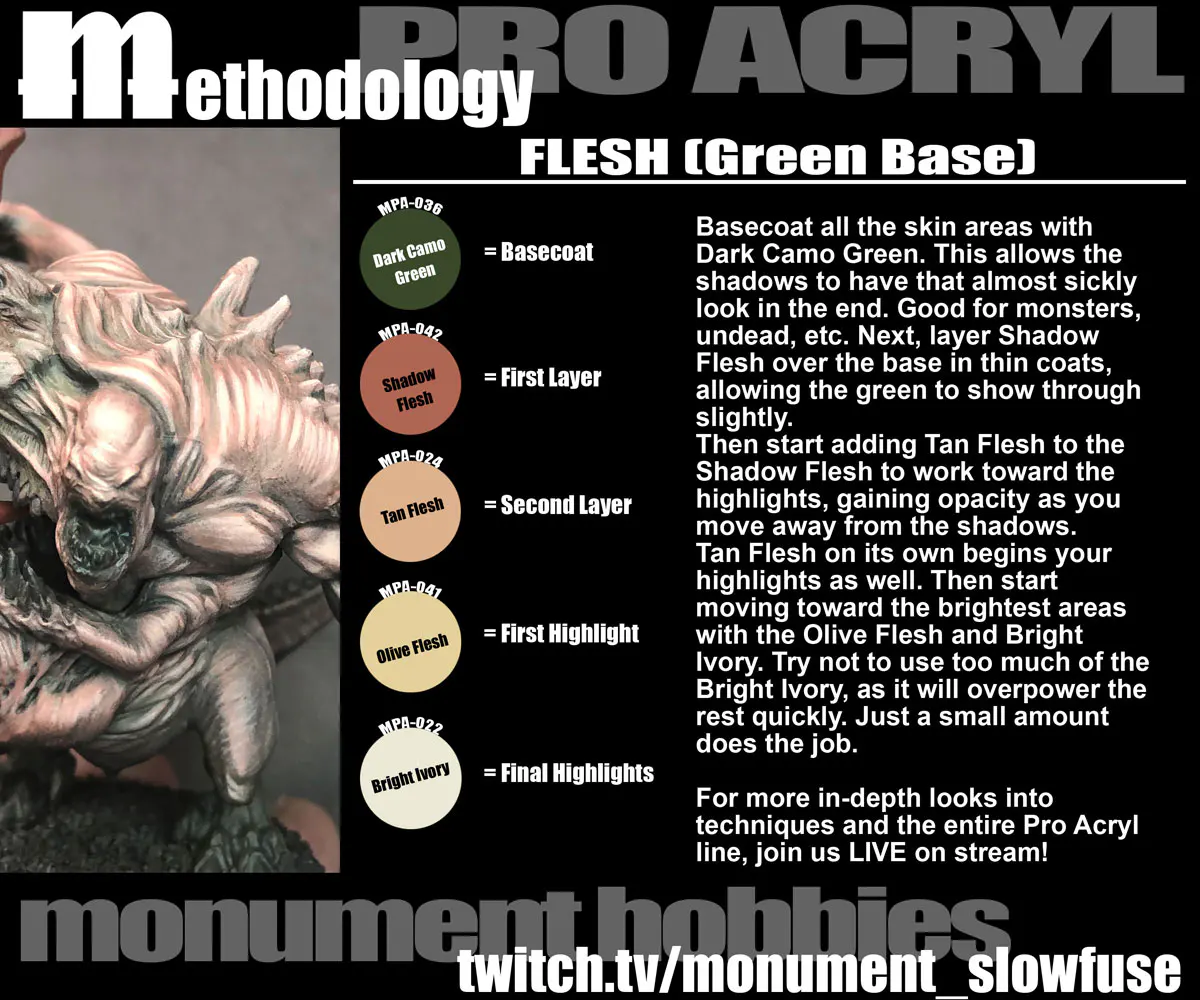 PRO ACRYL
methodology
FLESH (Green Base)
MPA-036
Dark Camo
Green
= Basecoat
MPA-042
Shadow
Flesh
= First Layer
MPA-024
Tan Flesh
= Second Layer
MPA-041
Olive Flesh
= First Highlight
MPA-022
Bright Ivory
= Final Highlights
Basecoat all the skin areas with
Dark Camo Green. This allows the
shadows to have that almost sickly
look in the end. Good for monsters,
undead, etc. Next, layer Shadow
Flesh over the base in thin coats,
allowing the green to show through
slightly.
Then start adding Tan Flesh to the
Shadow Flesh to work toward the
highlights, gaining opacity as you
move away from the shadows.
Tan Flesh on its own begins your
highlights as well. Then start
moving toward the brightest areas
with the Olive Flesh and Bright
Ivory. Try not to use too much of the
Bright Ivory, as it will overpower the
rest quickly. Just a small amount
does the job.
For more in-depth looks into
techniques and the entire Pro Acryl
line, join us LIVE on stream!
monument hobbies
twitch.tv/monument_slowfuse